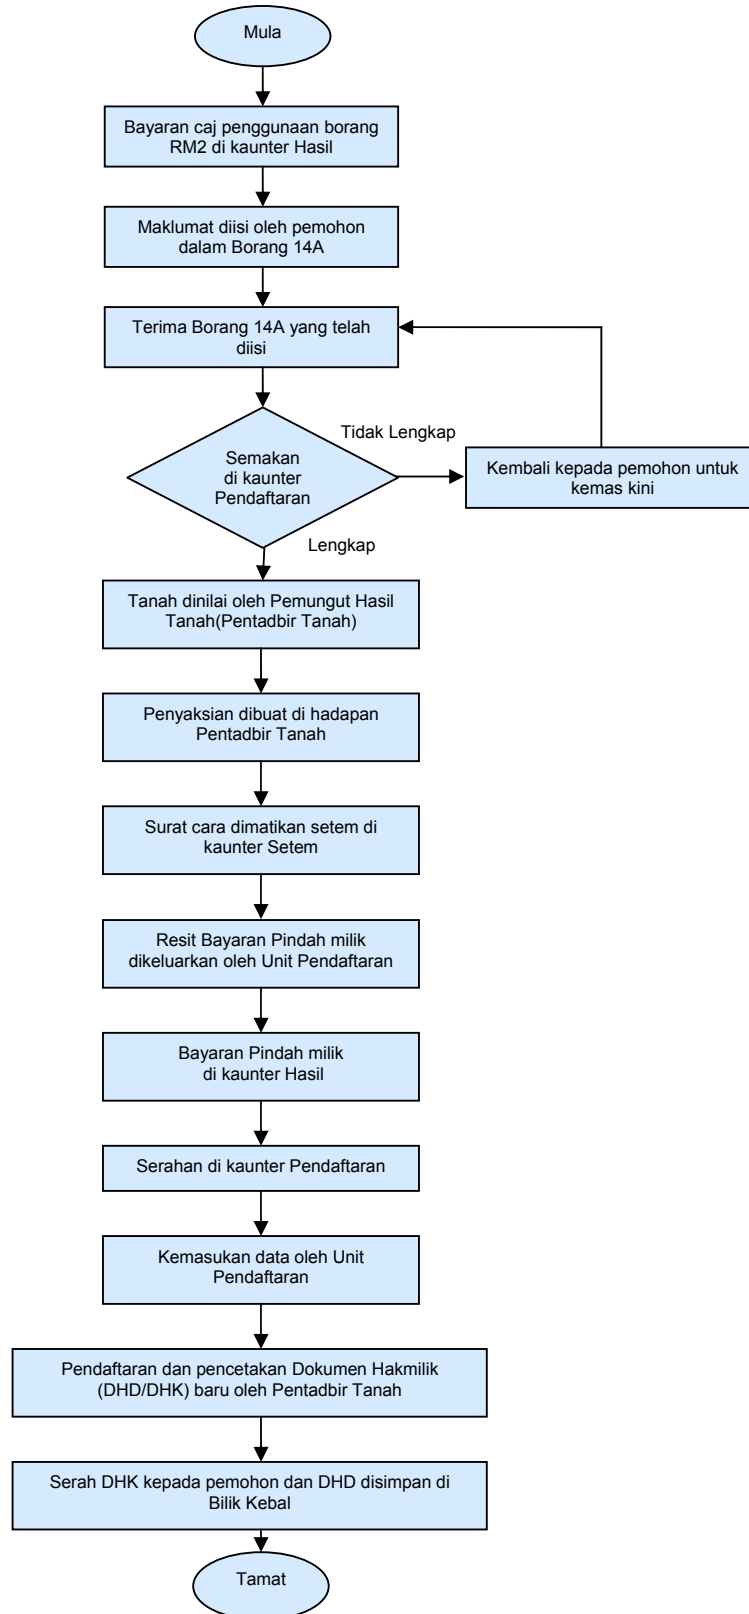 Mula
Bayaran caj penggunaan borang
RM2 di kaunter Hasil
Maklumat diisi oleh pemohon
dalam Borang 14A
Terima Borang 14A yang telah
diisi
Tidak Lengkap
Semakan
di kaunter
Pendaftaran
Kembali kepada pemohon untuk
kemas kini
Lengkap
Tanah dinilai oleh Pemungut Hasil
Tanah(Pentadbir Tanah)
Penyaksian dibuat di hadapan
Pentadbir Tanah
Surat cara dimatikan setem di
kaunter Setem
Resit Bayaran Pindah milik
dikeluarkan oleh Unit Pendaftaran
Bayaran Pindah milik
di kaunter Hasil
Serahan di kaunter Pendaftaran
Kemasukan data oleh Unit
Pendaftaran
Pendaftaran dan pencetakan Dokumen Hakmilik
(DHD/DHK) baru oleh Pentadbir Tanah
Serah DHK kepada pemohon dan DHD disimpan di
Bilik Kebal
Tamat